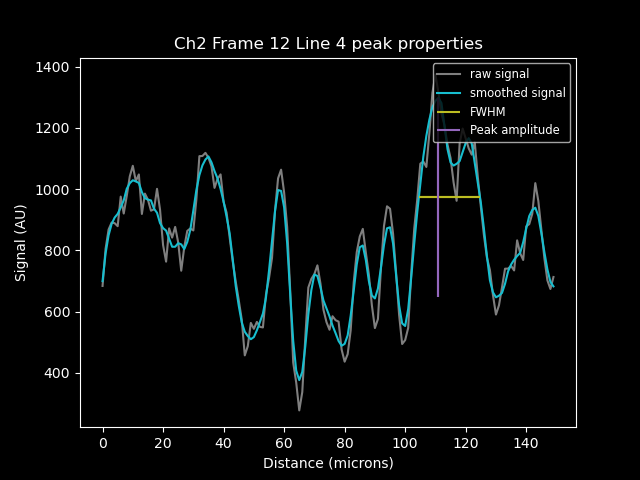 Ch2 Frame 12 Line 4 peak properties
raw signal
smoothed signal
FWHM
Peak amplitude
Signal (AU)
1400
1200
1000
800
600
400
0 20 40 60 80 100 120 140
Distance (microns)